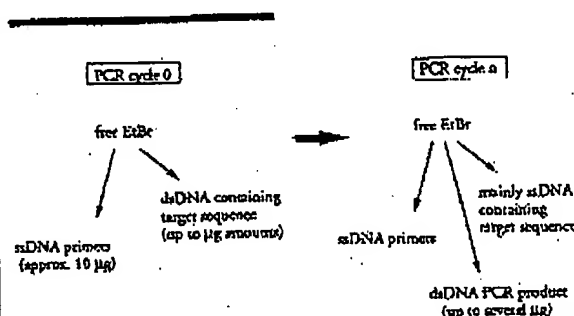 PCR cycle 0
free EtBr
dsDNA containing
target sequence
(up to µg amounts)
ssDNA primers
(approx. 10 µg)
PCR cycle n
free EtBr
mainly ssDNA
containing
target sequence
ssDNA primers
dsDNA PCR product
(up to several µg)